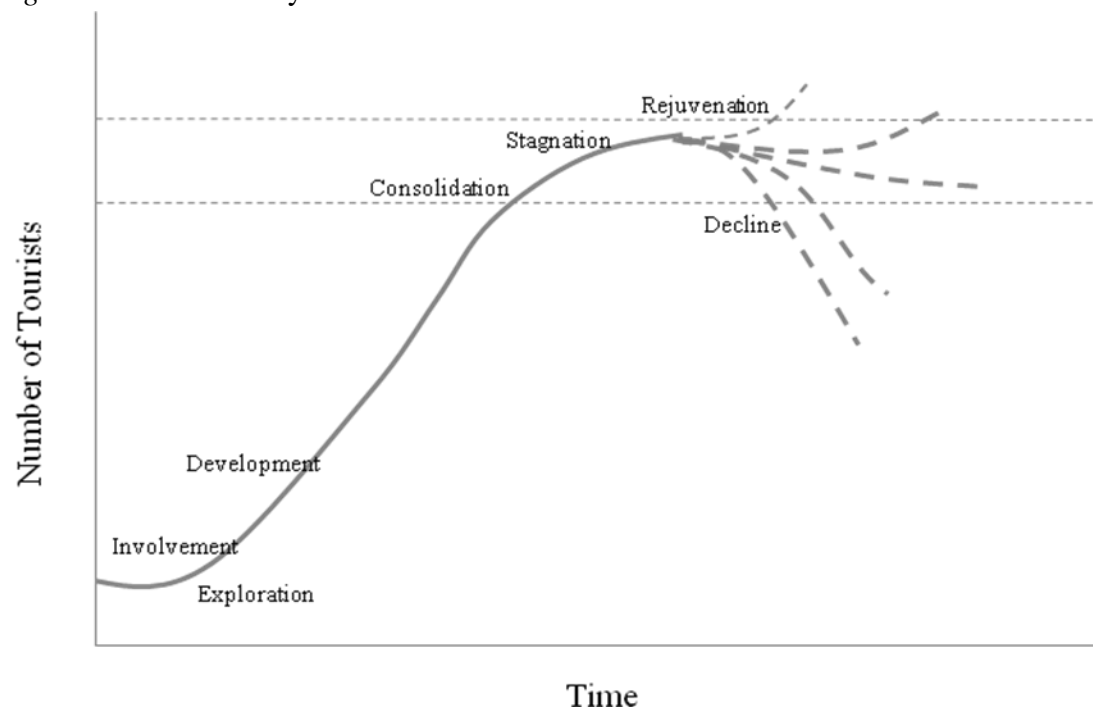 Rejuvenation
Stagnation
Consolidation
Decline
Number of Tourists
Development
Involvement
Exploration
Time